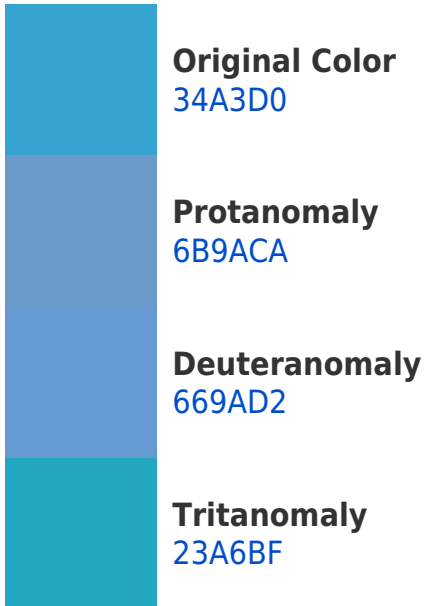 Original Color
34A3D0
Protanomaly
6B9ACA
Deuteranomaly
669AD2
Tritanomaly
23A6BF